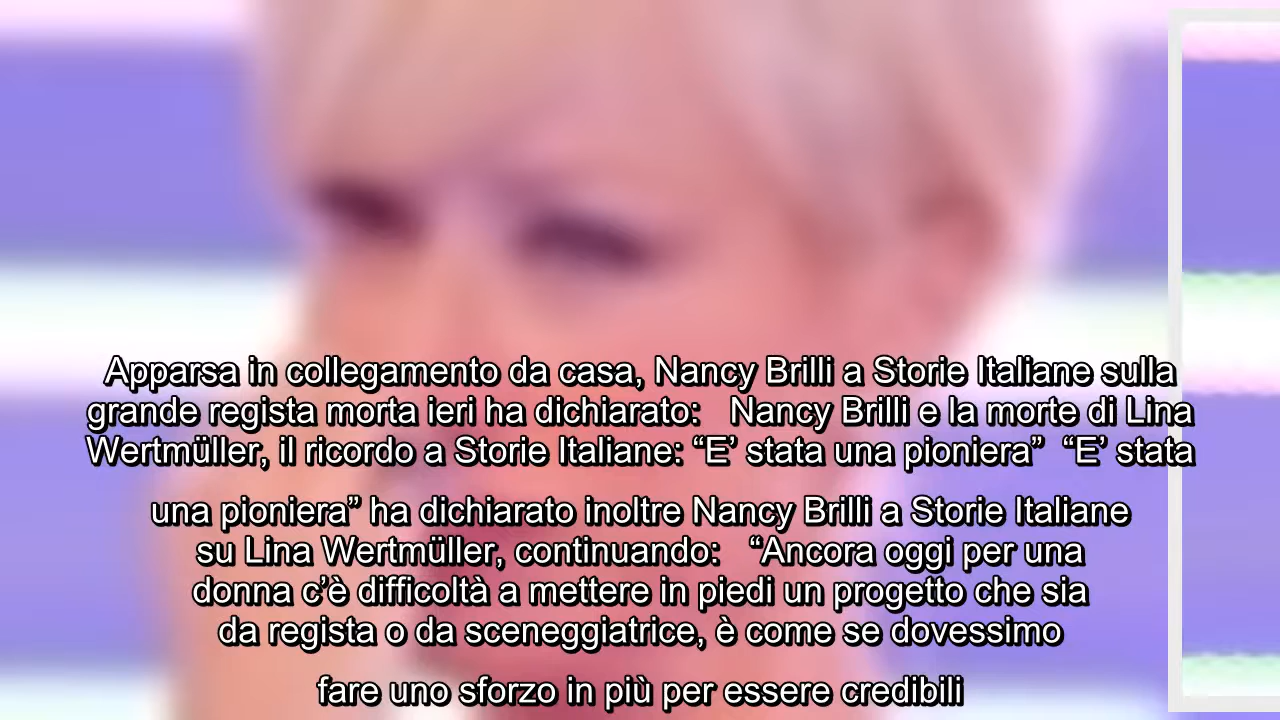 Apparsa in collegamento da casa, Nancy Brilli a Storie Italiane sulla
grande regista morta ieri ha dichiarato:   Nancy Brilli e la morte di Lina
Wertmüller, il ricordo a Storie Italiane: “E’ stata una pioniera”  “E’ stata
una pioniera” ha dichiarato inoltre Nancy Brilli a Storie Italiane
su Lina Wertmüller, continuando:   “Ancora oggi per una
donna c’è difficoltà a mettere in piedi un progetto che sia
da regista o da sceneggiatrice, è come se dovessimo
fare uno sforzo in più per essere credibili